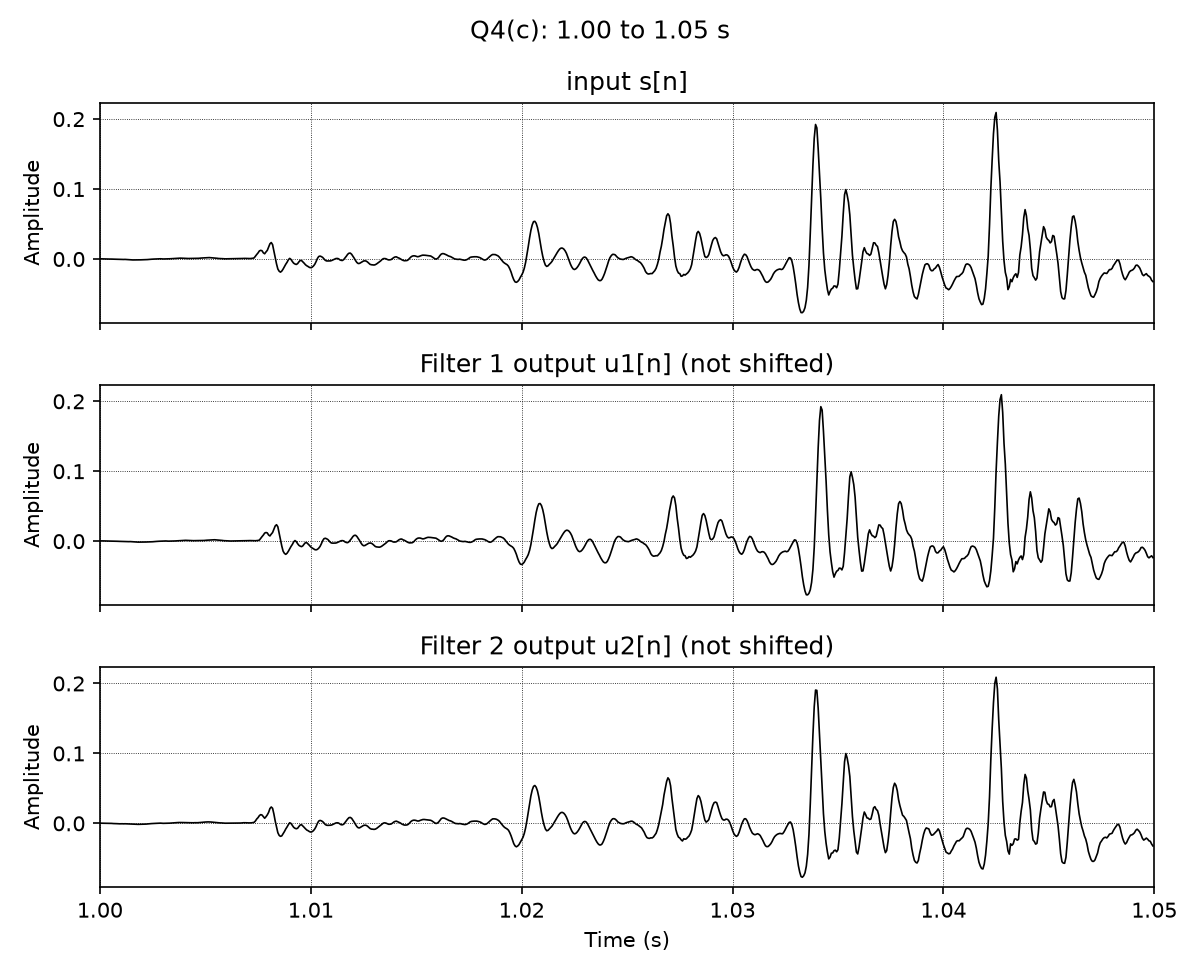 Q4(c): 1.00 to 1.05 s
input s[n]
0.2
0.1
0.0
Amplitude
Filter 1 output u1[n] (not shifted)
0.2
0.1
0.0
Amplitude
Filter 2 output u2[n] (not shifted)
0.2
0.1
0.0
Amplitude
1.00 1.01 1.02 1.03 1.04 1.05
Time (s)